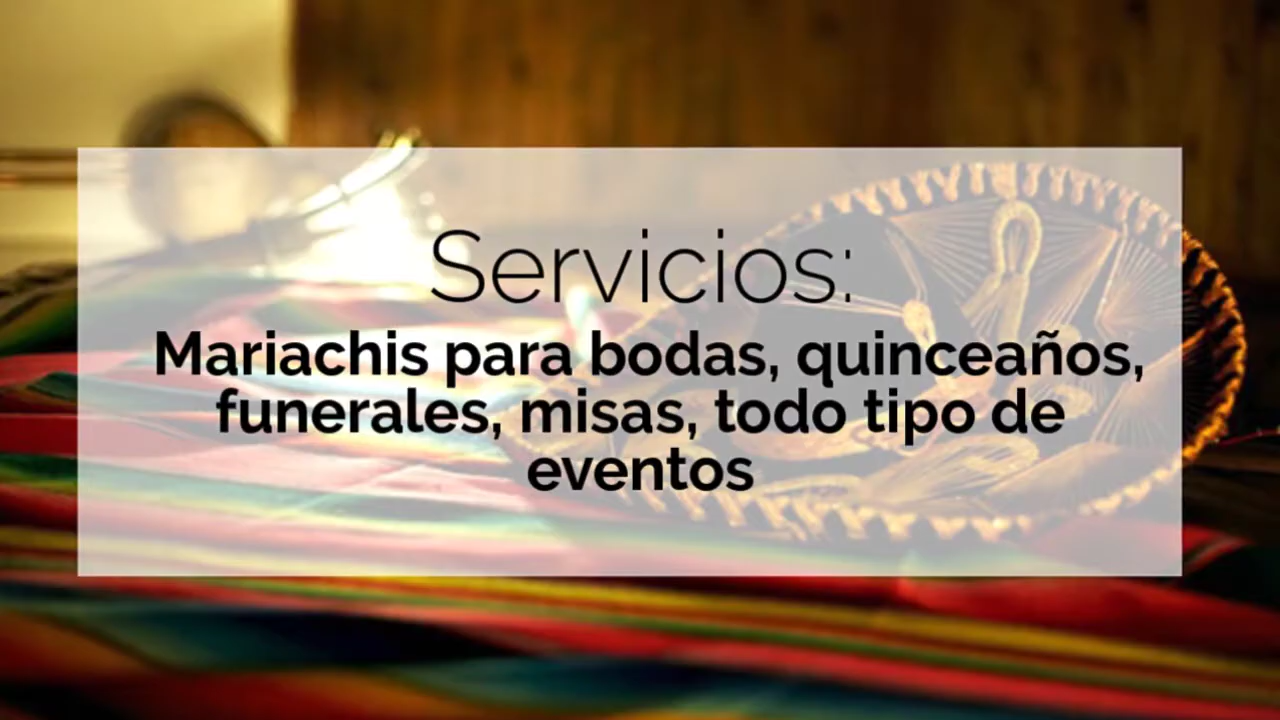 Servicios:
Mariachis para bodas, quinceaños,
funerales, misas, todo tipo de
eventos